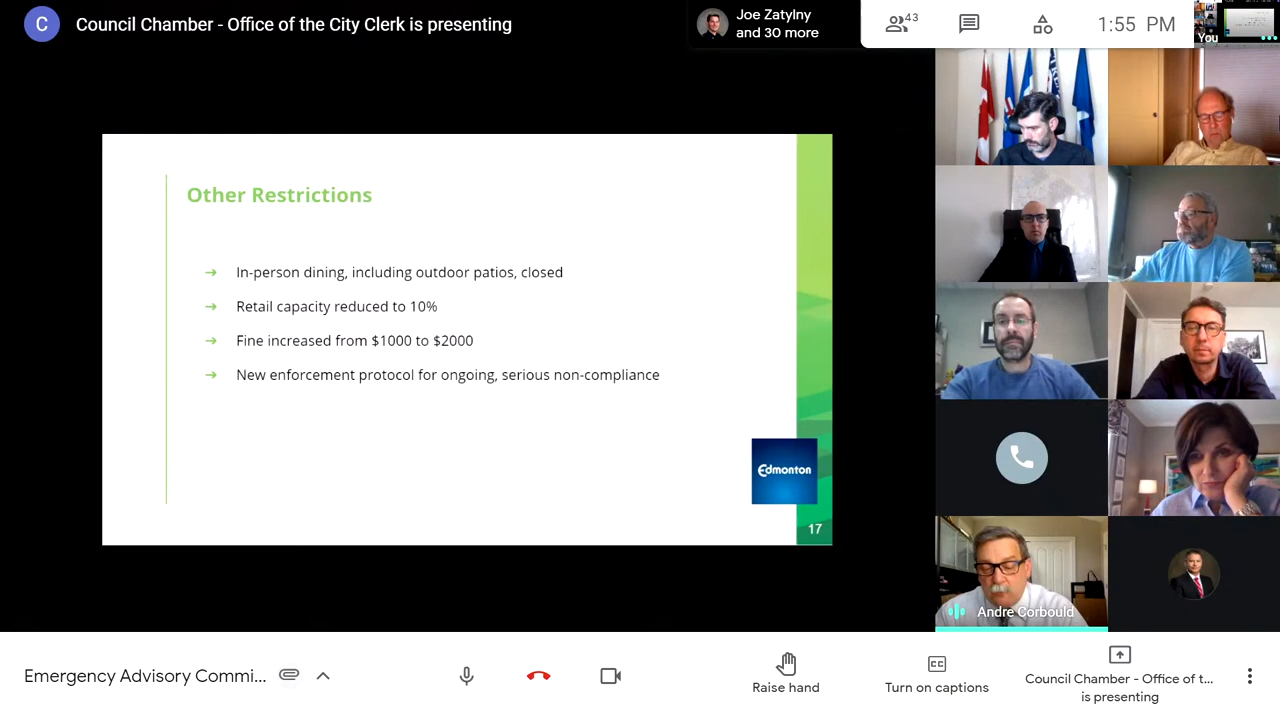 C
Council Chamber - Office of the City Clerk is presenting
Joe Zatylny
and 30 more
43
1:55 PM
You
Other Restrictions
➔ In-person dining, including outdoor patios, closed
➔ Retail capacity reduced to 10%
➔ Fine increased from $1000 to $2000
➔ New enforcement protocol for ongoing, serious non-compliance
Edmonton
17
Andre Corbould
Emergency Advisory Commi...
Raise hand
CC
Turn on captions
Council Chamber - Office of t...
is presenting